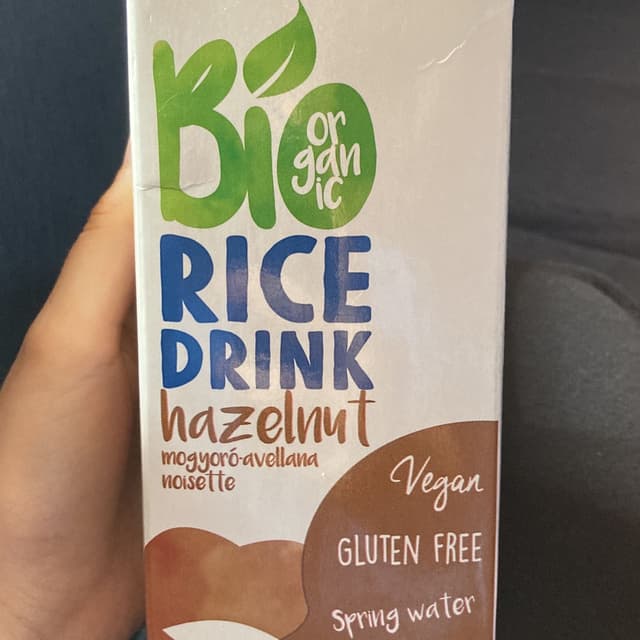 Bio
or
gan
ic
RICE
DRINK
hazelnut
mogyoró-avellana
noisette
Vegan
GLUTEN FREE
Spring water